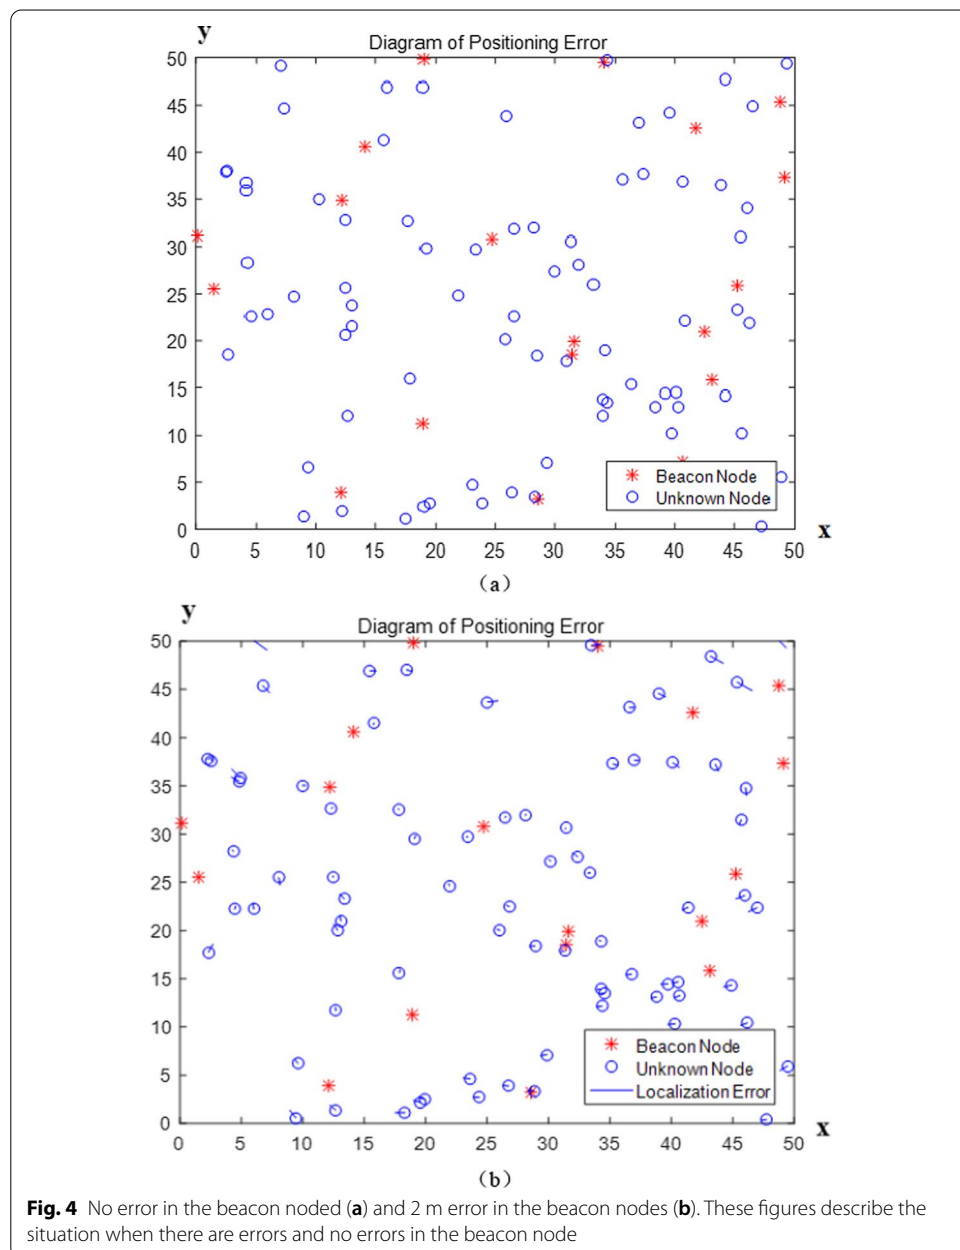 y
Diagram of Positioning Error
50
45
40
35
30
25
20
15
10
5
0
Beacon Node
Unknown Node
0 5 10 15 20 25 30 35 40 45 50
x
(a)
y
Diagram of Positioning Error
50
45
40
35
30
25
20
15
10
5
0
Beacon Node
Unknown Node
Localization Error
0 5 10 15 20 25 30 35 40 45 50
x
(b)
Fig. 4 No error in the beacon noded (a) and 2 m error in the beacon nodes (b). These figures describe the
situation when there are errors and no errors in the beacon node